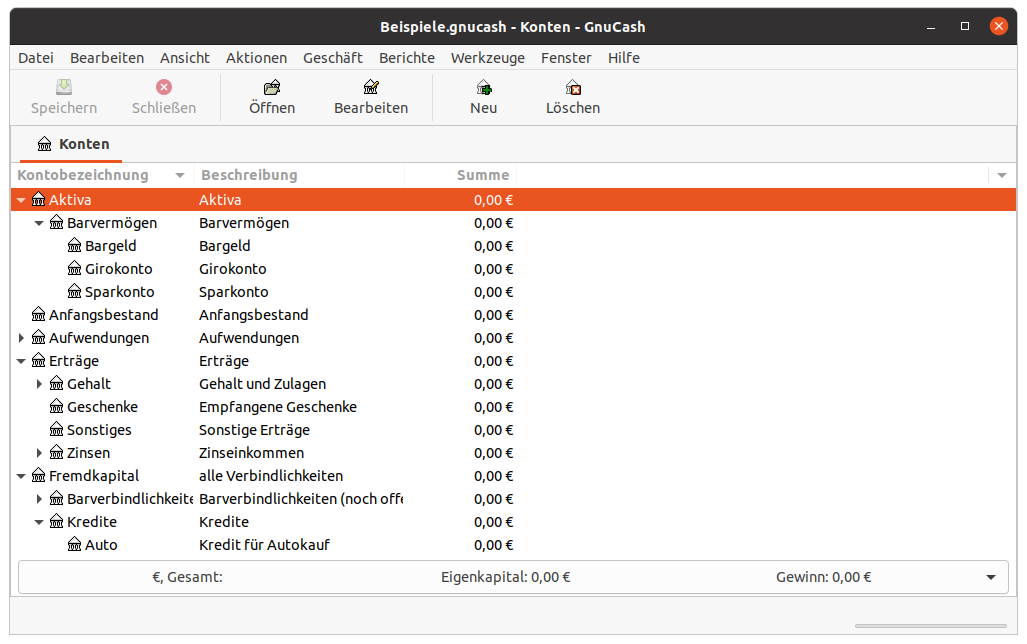 Beispiele.gnucash - Konten - GnuCash
Datei Bearbeiten Ansicht Aktionen Geschäft Berichte Werkzeuge Fenster Hilfe
Speichern Schließen Öffnen Bearbeiten Neu Löschen
Konten
Kontobezeichnung Beschreibung Summe
Aktiva Aktiva 0,00 €
Barvermögen Barvermögen 0,00 €
Bargeld Bargeld 0,00 €
Girokonto Girokonto 0,00 €
Sparkonto Sparkonto 0,00 €
Anfangsbestand Anfangsbestand 0,00 €
Aufwendungen Aufwendungen 0,00 €
Erträge Erträge 0,00 €
Gehalt Gehalt und Zulagen 0,00 €
Geschenke Empfangene Geschenke 0,00 €
Sonstiges Sonstige Erträge 0,00 €
Zinsen Zinseinkommen 0,00 €
Fremdkapital alle Verbindlichkeiten 0,00 €
Barverbindlichkeite Barverbindlichkeiten (noch offe 0,00 €
Kredite Kredite 0,00 €
Auto Kredit für Autokauf 0,00 €
€, Gesamt: Eigenkapital: 0,00 € Gewinn: 0,00 €